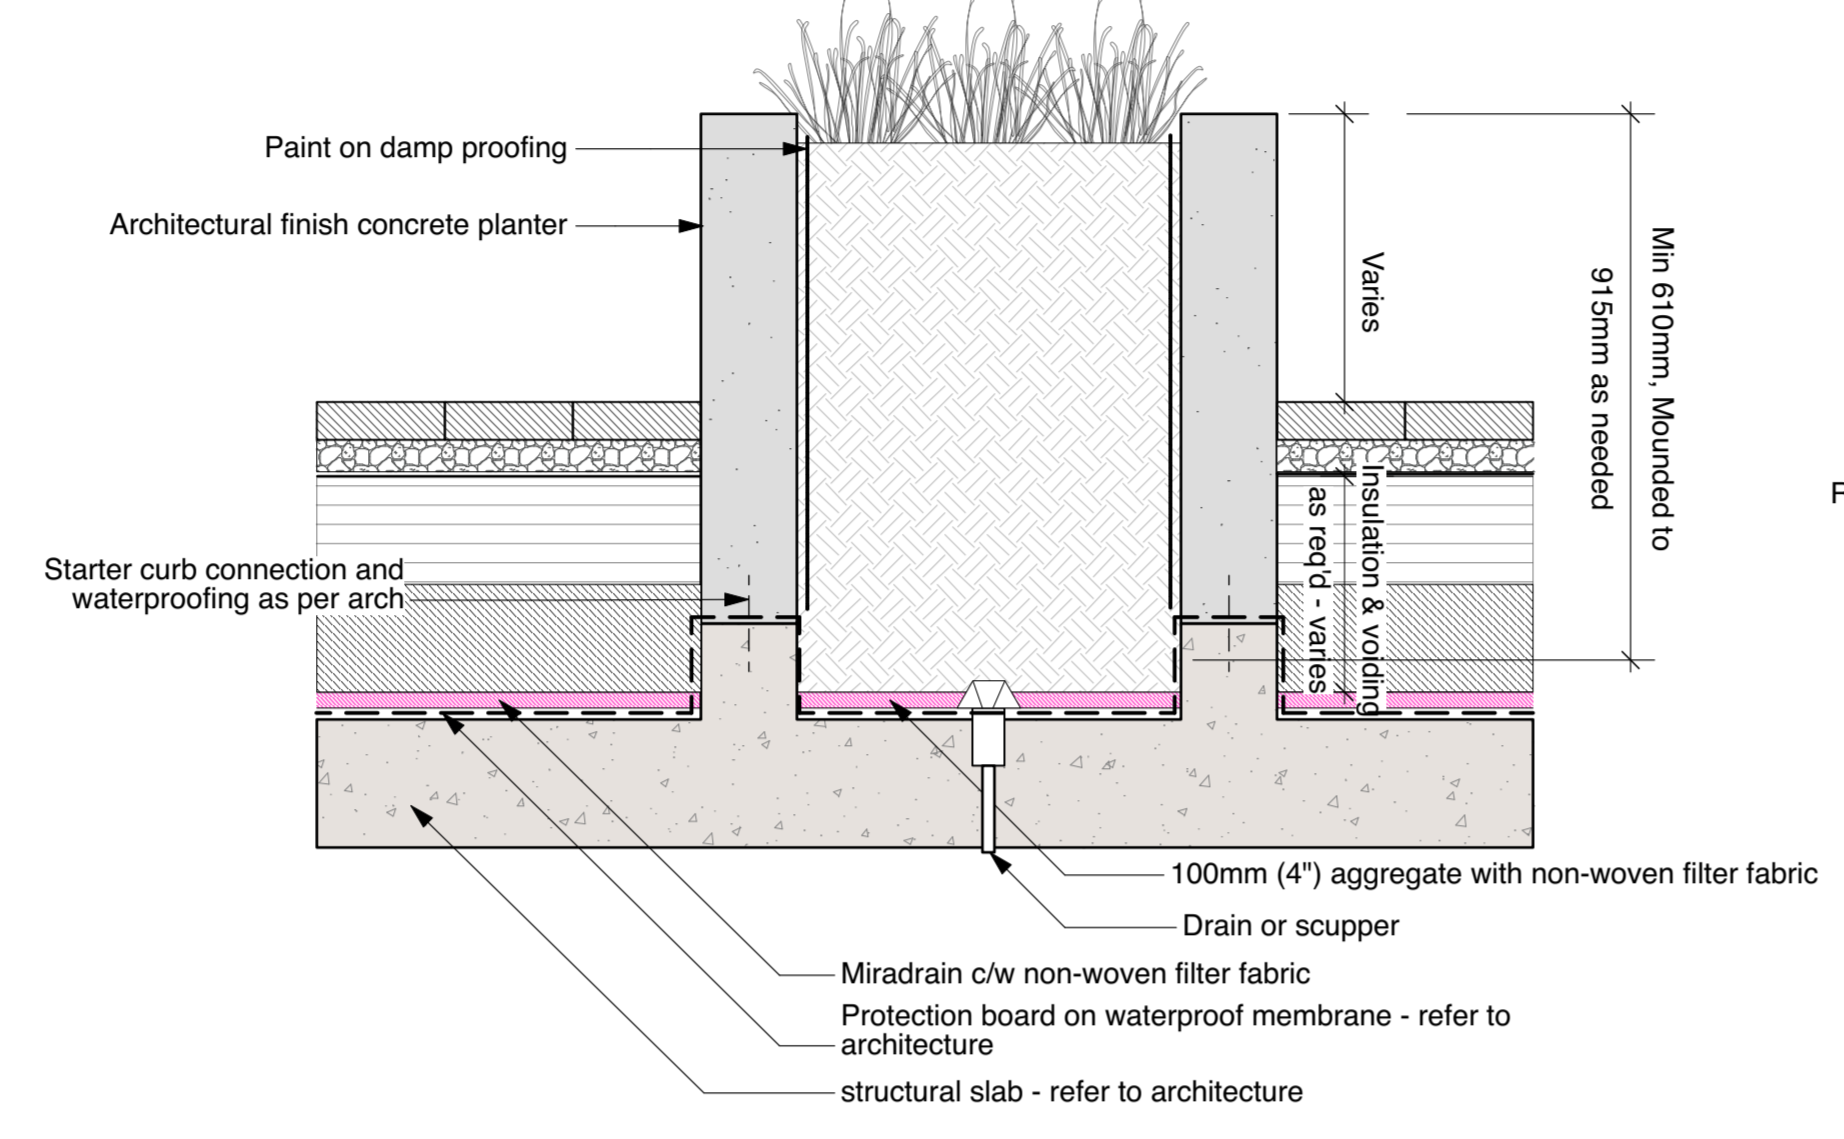 Paint on damp proofing
Architectural finish concrete planter
Starter curb connection and
waterproofing as per arch
Varies
Min 610mm, Mounded to
915mm as needed
Insulation & voiding
as req'd - varies
100mm (4") aggregate with non-woven filter fabric
Drain or scupper
Miradrain c/w non-woven filter fabric
Protection board on waterproof membrane - refer to
architecture
structural slab - refer to architecture